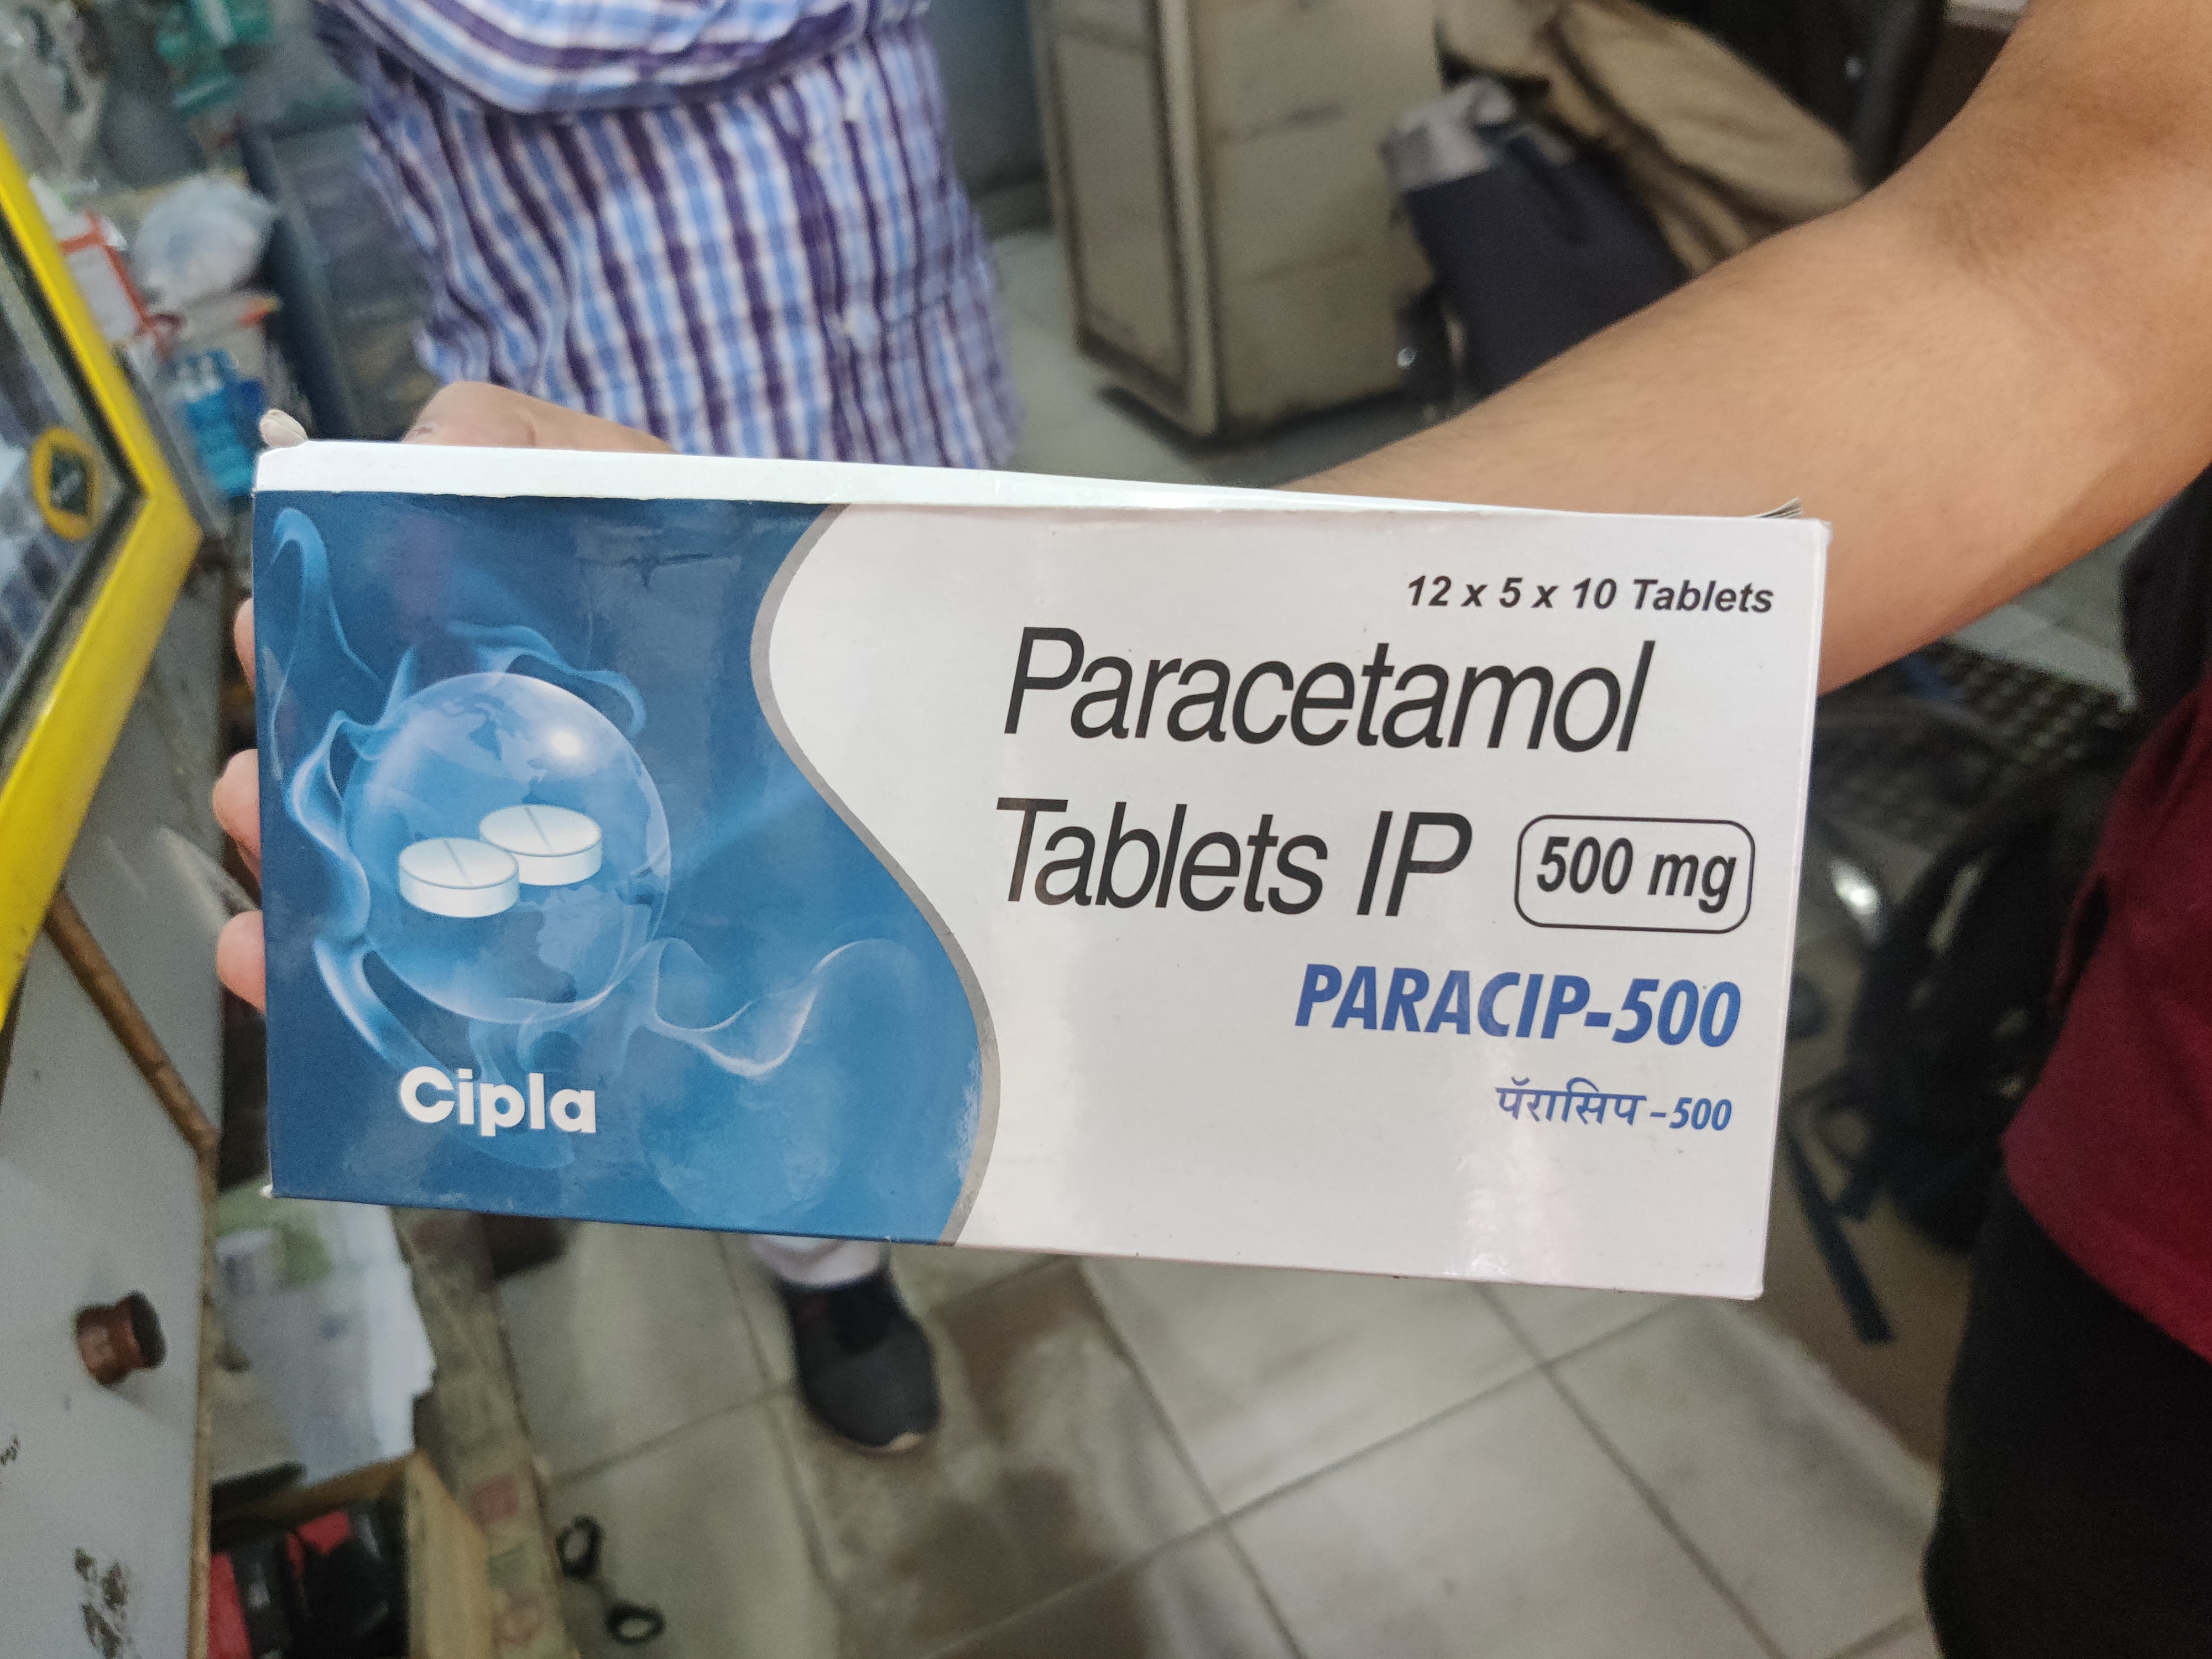 12 x 5 x 10 Tablets
Paracetamol
Tablets IP 500 mg
PARACIP-500
पॅरासिप -500
Cipla